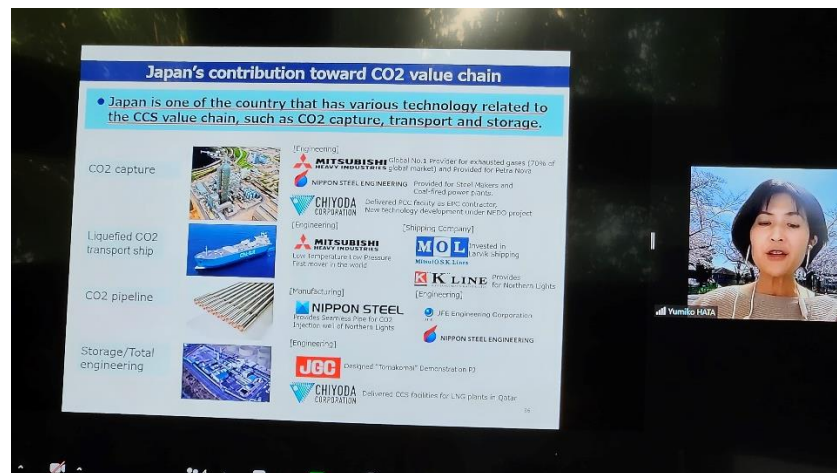 Japan's contribution toward CO2 value chain
• Japan is one of the country that has various technology related to
the CCS value chain, such as CO2 capture, transport and storage.
CO2 capture
[Engineering]
MITSUBISHI
HEAVY INDUSTRIES
Global No.1 Provider for exhausted gases (70% of
global market) and Provided for Petra Nova
NIPPON STEEL ENGINEERING
Provided for Steel Makers and
Coal-fired power plants.
CHIYODA
CORPORATION
Delivered PCC facility as EPC contractor,
New technology development under NEDO project
Liquefied CO2
transport ship
[Engineering]
MITSUBISHI
HEAVY INDUSTRIES
Low Temperature Low Pressure
First mover in the world
[Shipping Company]
MOL
Mitsui O.S.K. Lines
Invested in
Larvik Shipping
K "K" LINE
Provides
for Northern Lights
CO2 pipeline
[Manufacturing]
NIPPON STEEL
Provides Seamless Pipe for CO2
Injection well of Northern Lights
[Engineering]
JFE Engineering Corporation
NIPPON STEEL ENGINEERING
Storage/Total
engineering
[Engineering]
JGC
Designed "Tomakomai" Demonstration PJ
CHIYODA
CORPORATION
Delivered CCS facilities for LNG plants in Qatar
Yumiko HATA